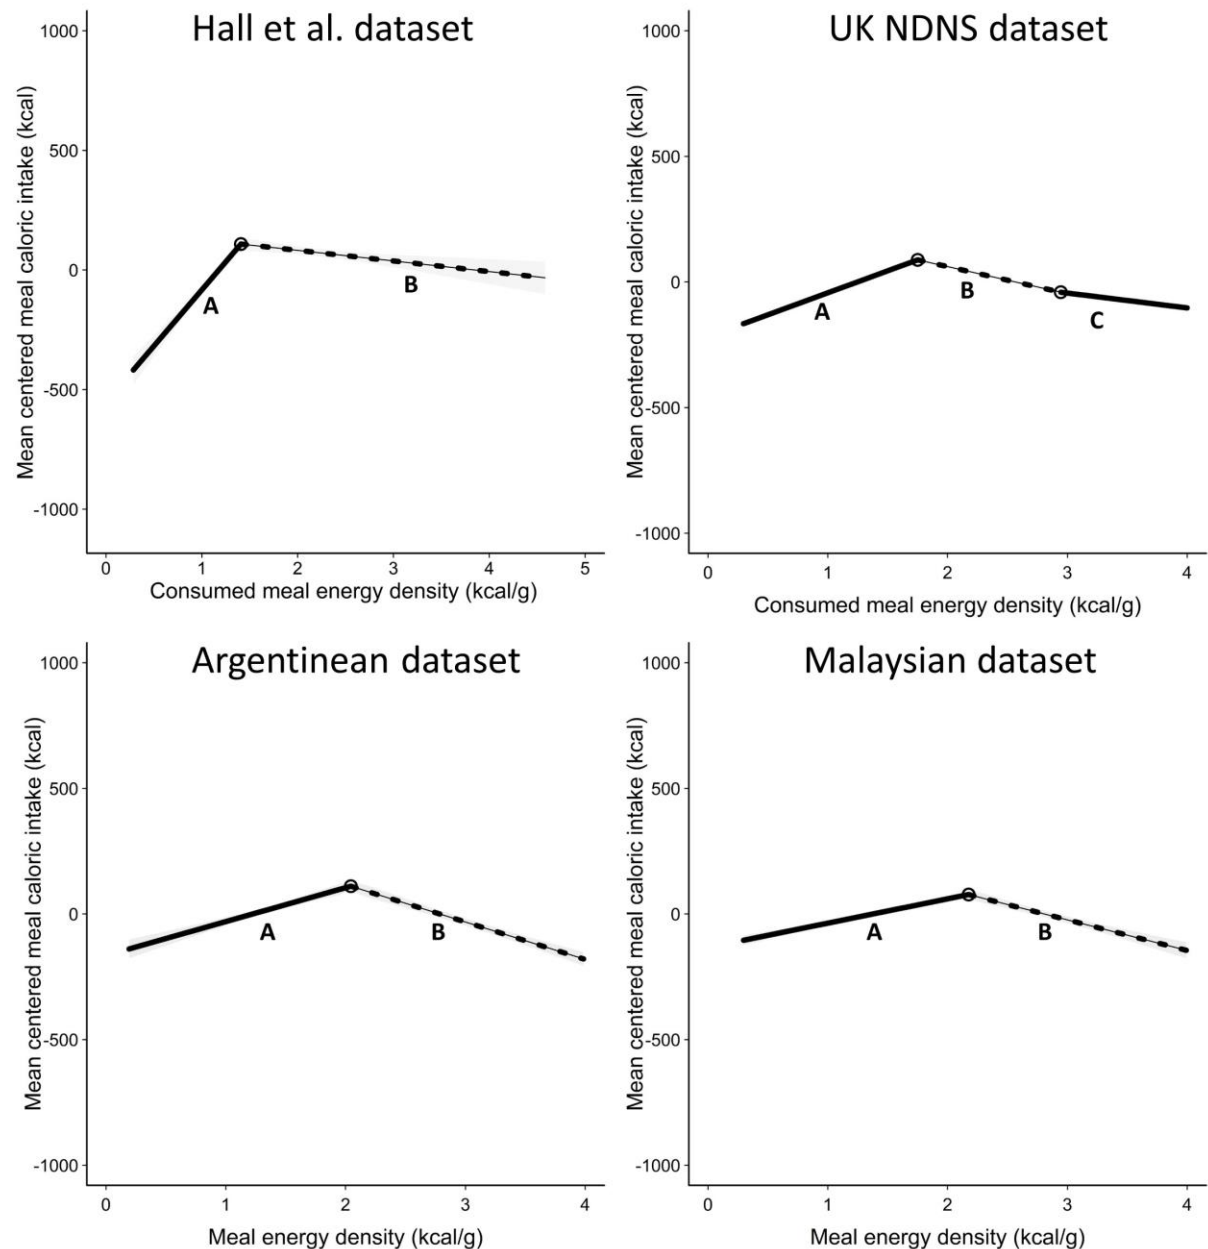 Hall et al. dataset
Mean centered meal caloric intake (kcal)
1000
500
0
-500
-1000
A
B
0 1 2 3 4 5
Consumed meal energy density (kcal/g)
UK NDNS dataset
Mean centered meal caloric intake (kcal)
1000
500
0
-500
-1000
A
B
C
0 1 2 3 4
Consumed meal energy density (kcal/g)
Argentinean dataset
Mean centered meal caloric intake (kcal)
1000
500
0
-500
-1000
A
B
0 1 2 3 4
Meal energy density (kcal/g)
Malaysian dataset
Mean centered meal caloric intake (kcal)
1000
500
0
-500
-1000
A
B
0 1 2 3 4
Meal energy density (kcal/g)